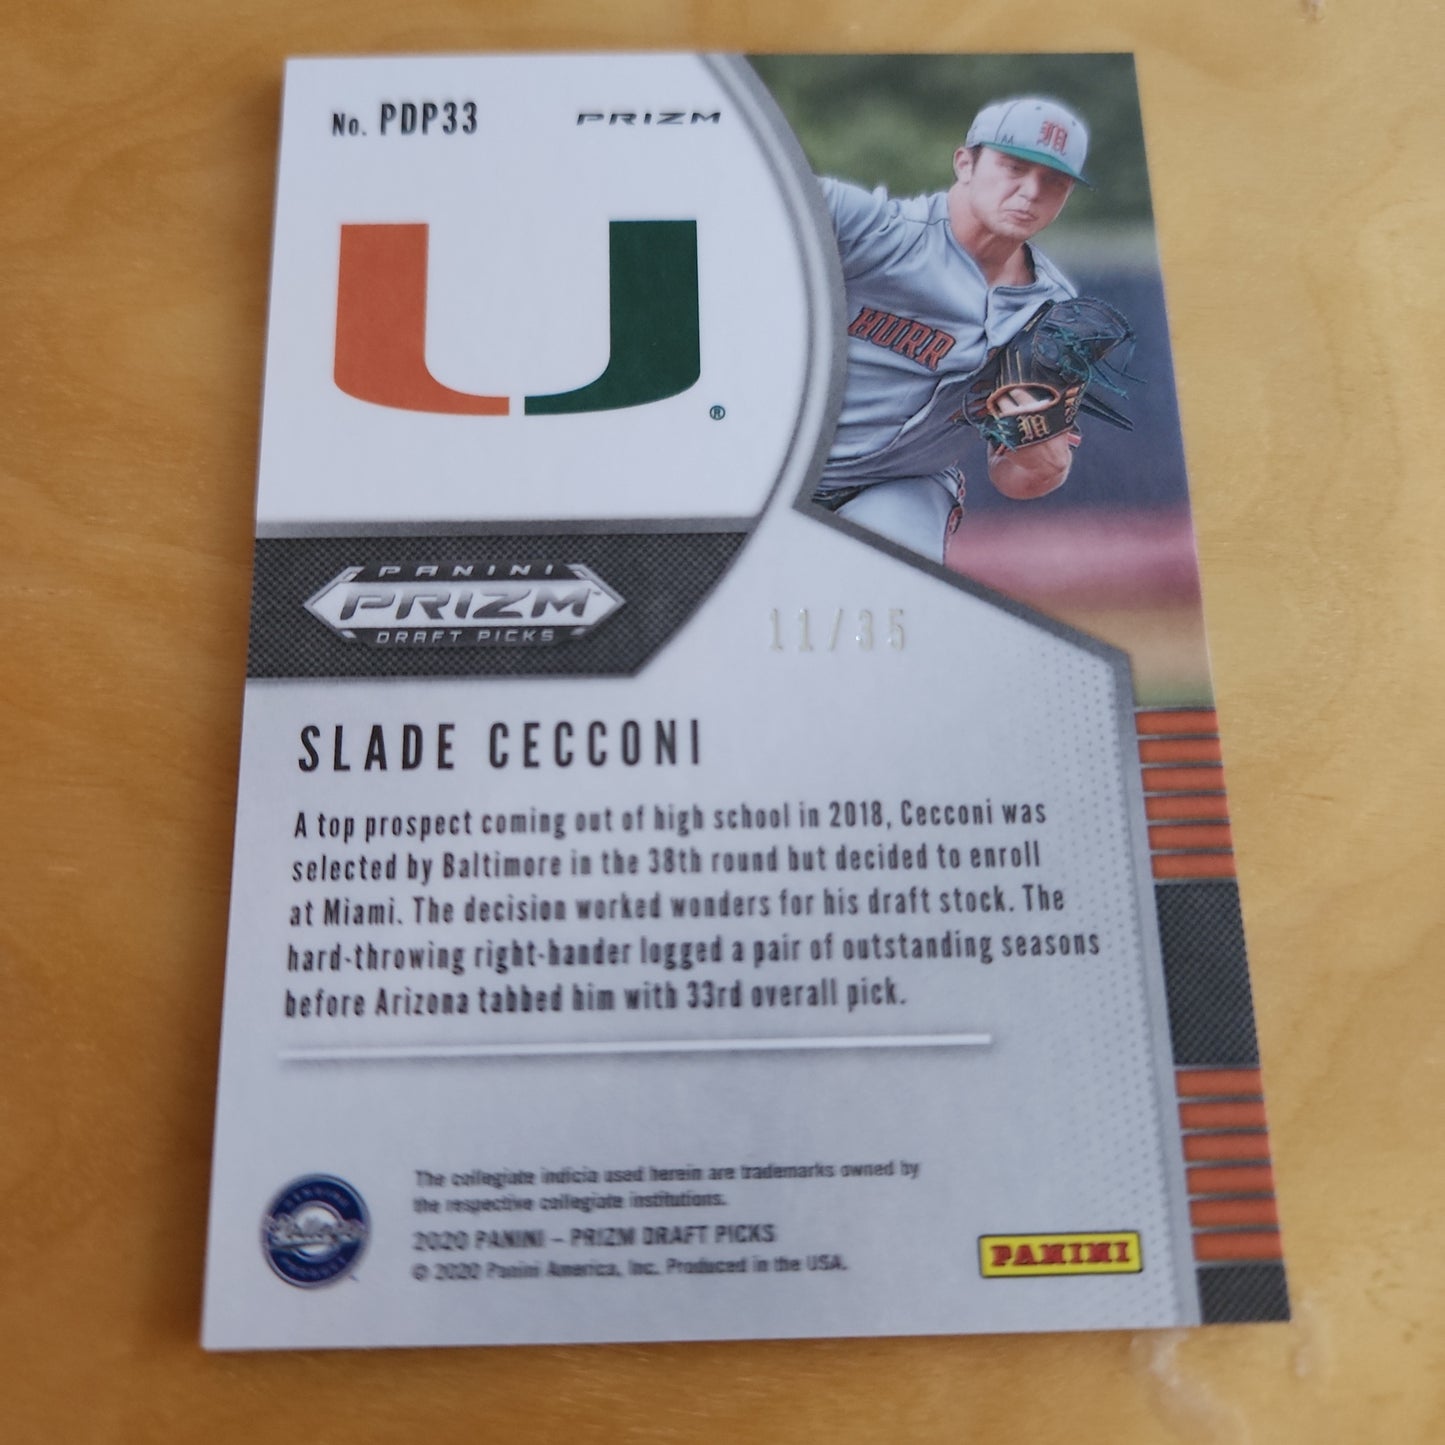 No. PDP33
PRIZM
M
HURR
M
U
®
PANINI
PRIZM
DRAFT PICKS
11/35
SLADE CECCONI
A top prospect coming out of high school in 2018, Cecconi was
selected by Baltimore in the 38th round but decided to enroll
at Miami. The decision worked wonders for his draft stock. The
hard-throwing right-hander logged a pair of outstanding seasons
before Arizona tabbed him with 33rd overall pick.
The collegiate indicia used herein are trademarks owned by
the respective collegiate institutions.
2020 PANINI – PRIZM DRAFT PICKS
© 2020 Panini America, Inc. Produced in the USA.
PANINI